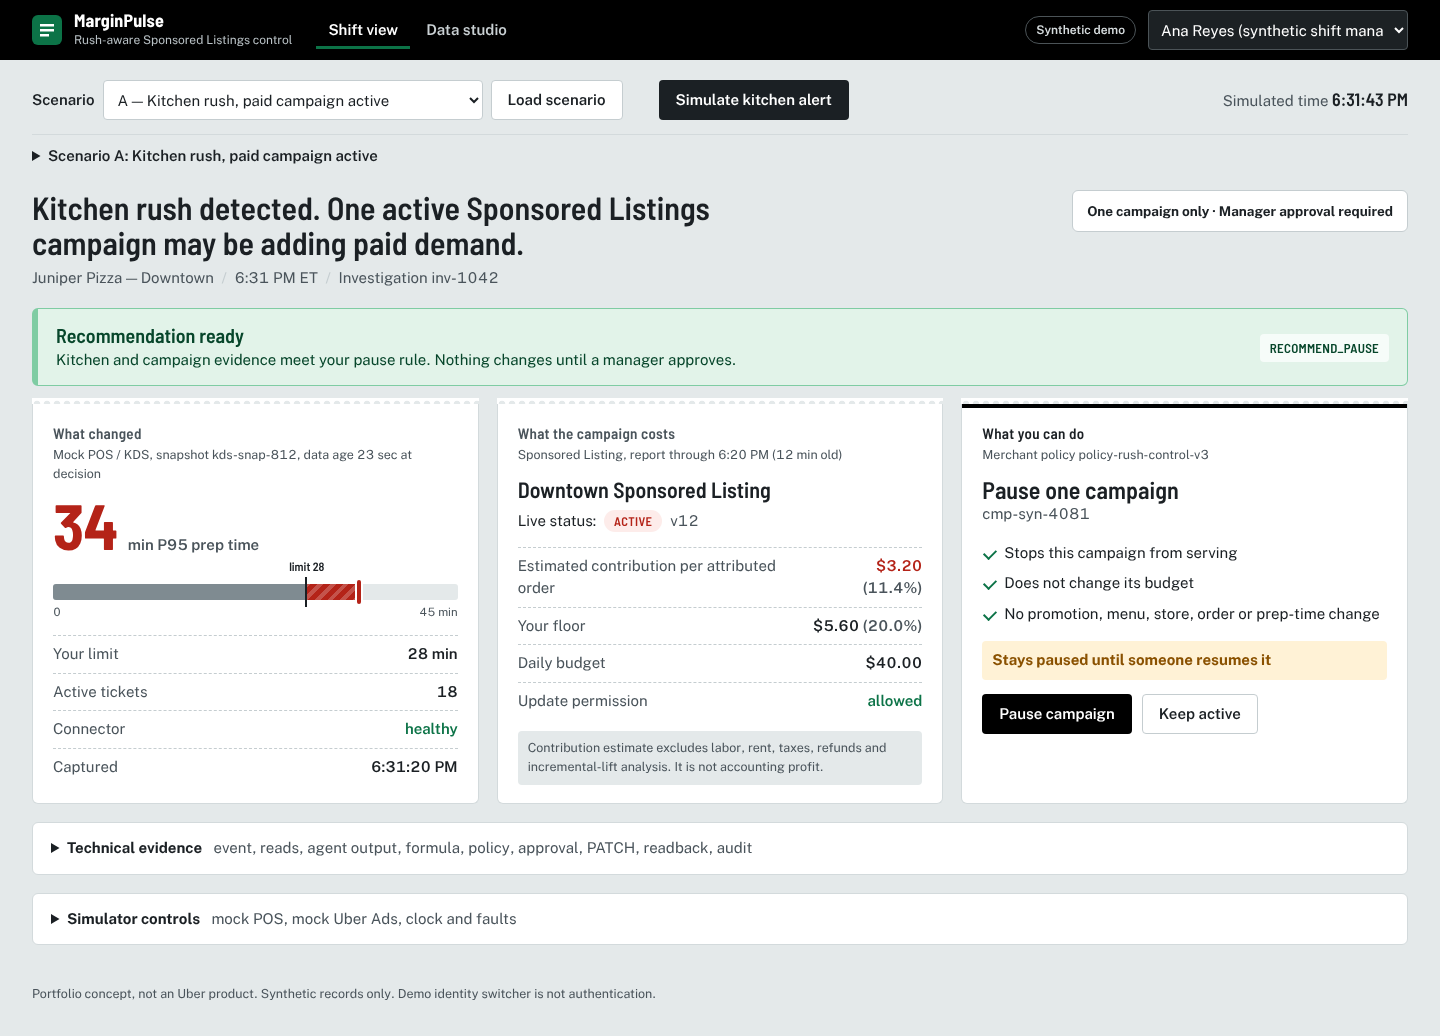 MarginPulse
Rush-aware Sponsored Listings control
Shift view
Data studio
Synthetic demo
Ana Reyes (synthetic shift mana
Scenario
A — Kitchen rush, paid campaign active
Load scenario
Simulate kitchen alert
Simulated time 6:31:43 PM
Scenario A: Kitchen rush, paid campaign active
Kitchen rush detected. One active Sponsored Listings
campaign may be adding paid demand.
One campaign only · Manager approval required
Juniper Pizza — Downtown / 6:31 PM ET / Investigation inv-1042
Recommendation ready
Kitchen and campaign evidence meet your pause rule. Nothing changes until a manager approves.
RECOMMEND_PAUSE
What changed
Mock POS / KDS, snapshot kds-snap-812, data age 23 sec at
decision
34 min P95 prep time
limit 28
0
45 min
Your limit 28 min
Active tickets 18
Connector healthy
Captured 6:31:20 PM
What the campaign costs
Sponsored Listing, report through 6:20 PM (12 min old)
Downtown Sponsored Listing
Live status: ACTIVE v12
Estimated contribution per attributed $3.20
order (11.4%)
Your floor $5.60 (20.0%)
Daily budget $40.00
Update permission allowed
Contribution estimate excludes labor, rent, taxes, refunds and
incremental-lift analysis. It is not accounting profit.
What you can do
Merchant policy policy-rush-control-v3
Pause one campaign
cmp-syn-4081
Stops this campaign from serving
Does not change its budget
No promotion, menu, store, order or prep-time change
Stays paused until someone resumes it
Pause campaign
Keep active
Technical evidence event, reads, agent output, formula, policy, approval, PATCH, readback, audit
Simulator controls mock POS, mock Uber Ads, clock and faults
Portfolio concept, not an Uber product. Synthetic records only. Demo identity switcher is not authentication.